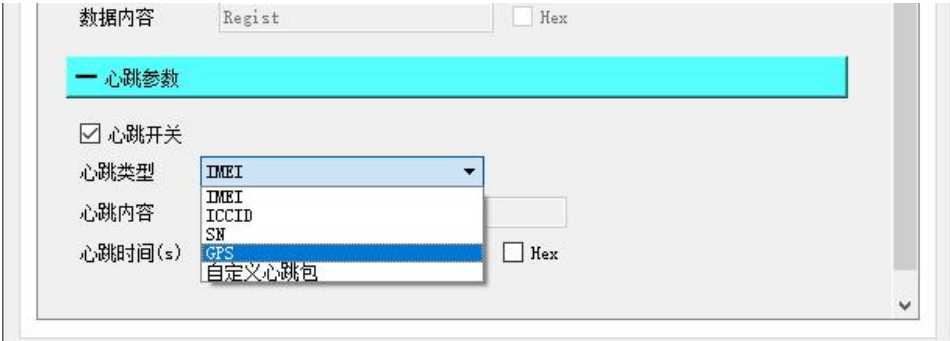 数据内容 Regist Hex
心跳参数
心跳开关
心跳类型 IMEI
IMEI
心跳内容 ICCID
SN
心跳时间(s) GPS Hex
自定义心跳包